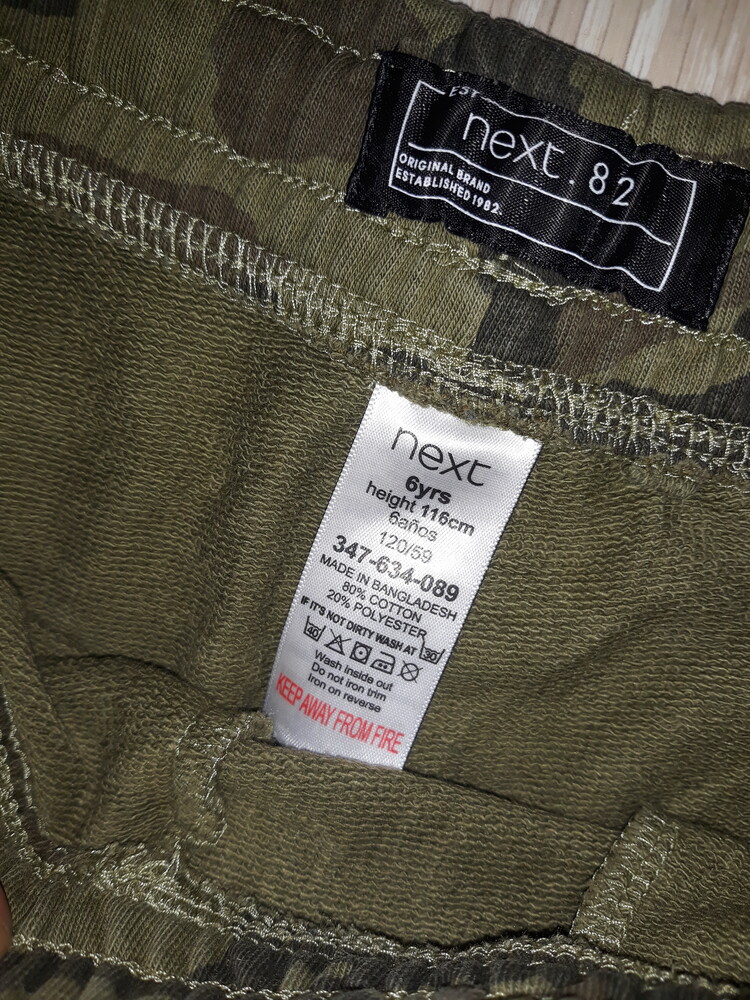 EST
next. 82
ORIGINAL BRAND
ESTABLISHED 1982.
next
6yrs
height 116cm
6años
120/59
347-634-089
MADE IN BANGLADESH
80% COTTON
20% POLYESTER
IF IT'S NOT DIRTY WASH AT 30
40
Wash inside out
Do not iron trim
Iron on reverse
KEEP AWAY FROM FIRE